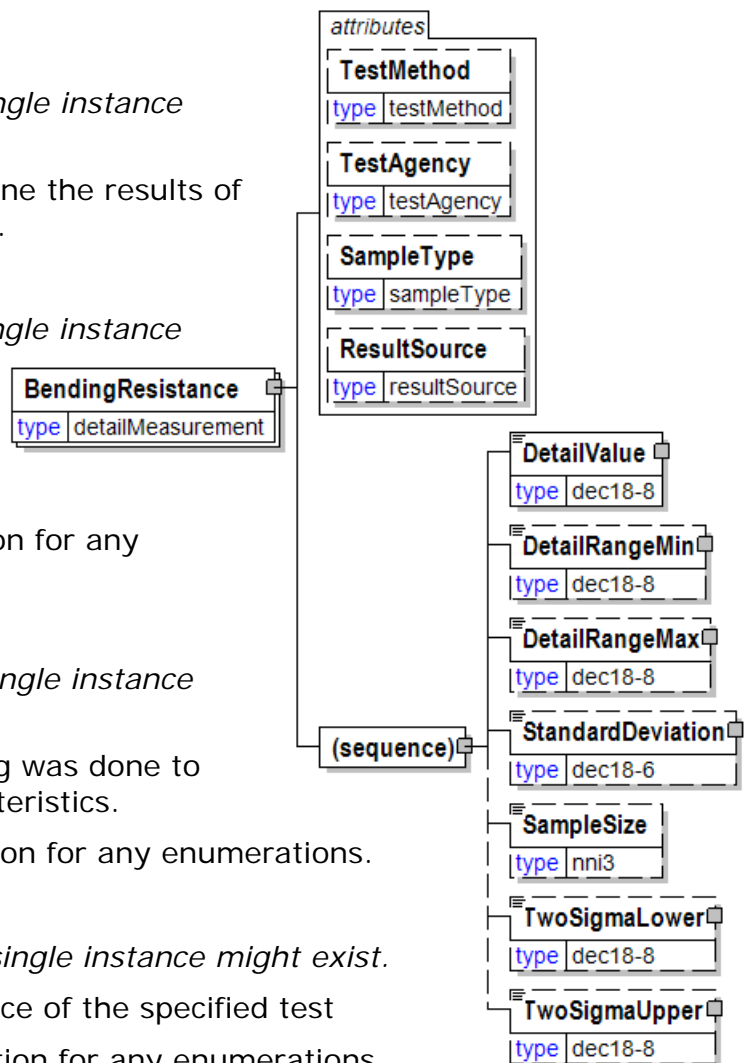 ngle instance
ne the results of
.
ngle instance
on for any
ngle instance
g was done to
teristics.
on for any enumerations.
single instance might exist.
ce of the specified test
tion for any enumerations
attributes
TestMethod
type testMethod
TestAgency
type testAgency
SampleType
type sampleType
ResultSource
type resultSource
BendingResistance
type detailMeasurement
(sequence)
DetailValue
type dec18-8
DetailRangeMin
type dec18-8
DetailRangeMax
type dec18-8
StandardDeviation
type dec18-6
SampleSize
type nni3
TwoSigmaLower
type dec18-8
TwoSigmaUpper
type dec18-8